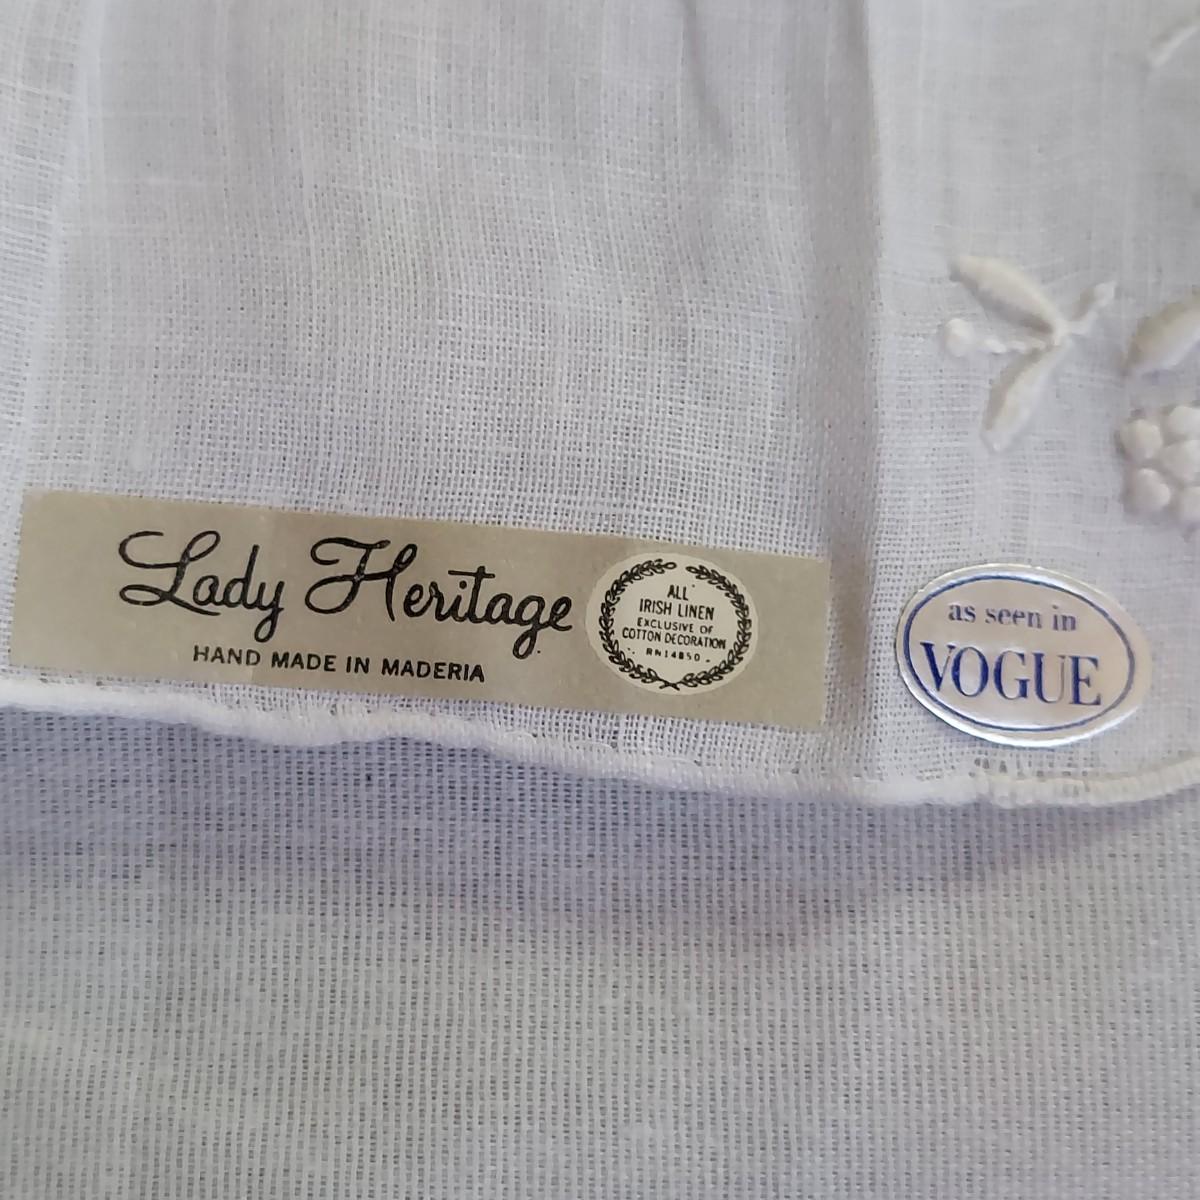 Lady Heritage
HAND MADE IN MADERIA
ALL
IRISH LINEN
EXCLUSIVE OF
COTTON DECORATION
RN14850
as seen in
VOGUE